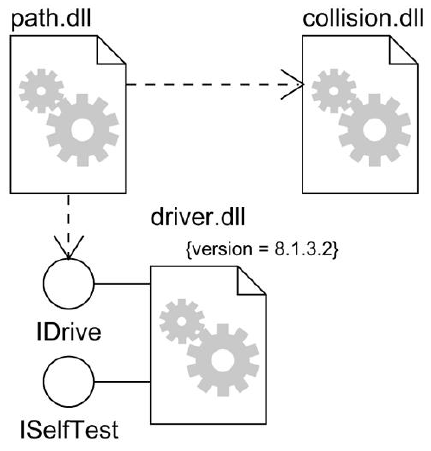 path.dll
collision.dll
driver.dll
{version = 8.1.3.2}
IDrive
ISelfTest